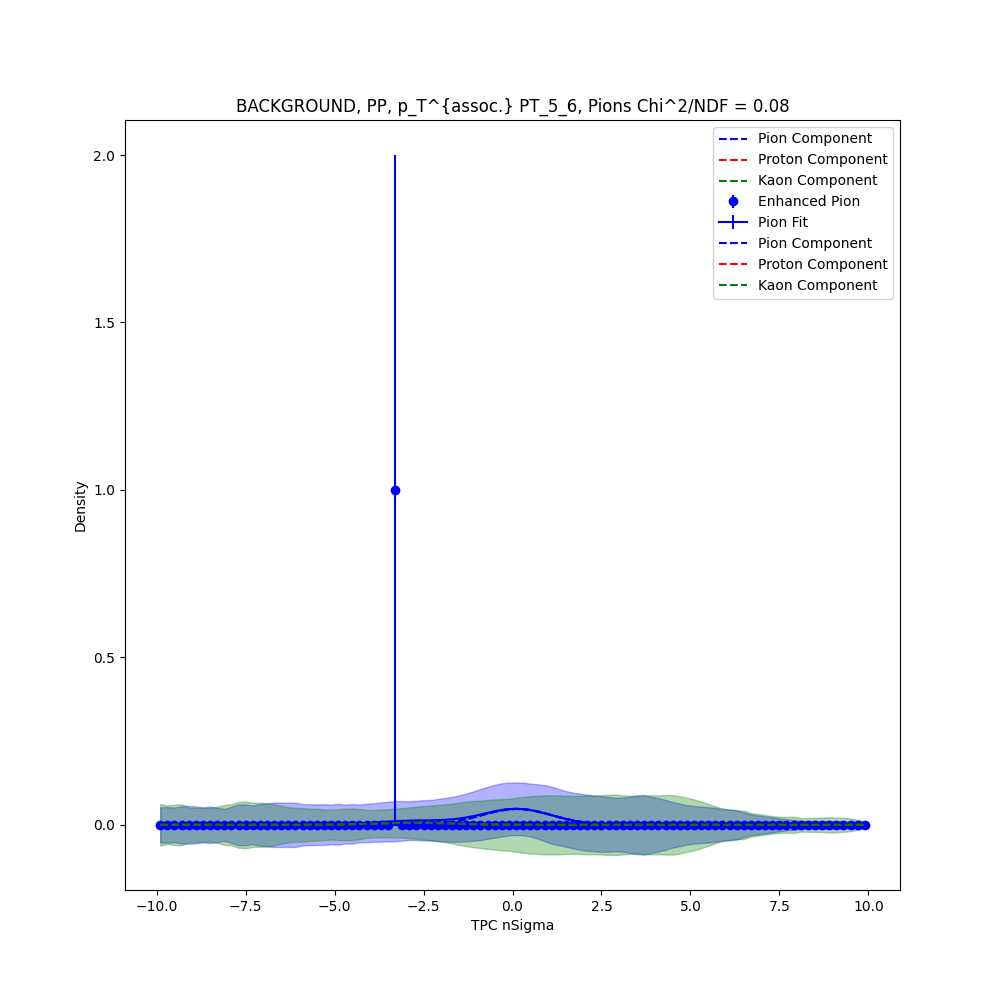 BACKGROUND, PP, p_T^{assoc.} PT_5_6, Pions Chi^2/NDF = 0.08
Pion Component
Proton Component
Kaon Component
Enhanced Pion
Pion Fit
Pion Component
Proton Component
Kaon Component
Density
2.0
1.5
1.0
0.5
0.0
−10.0 −7.5 −5.0 −2.5 0.0 2.5 5.0 7.5 10.0
TPC nSigma